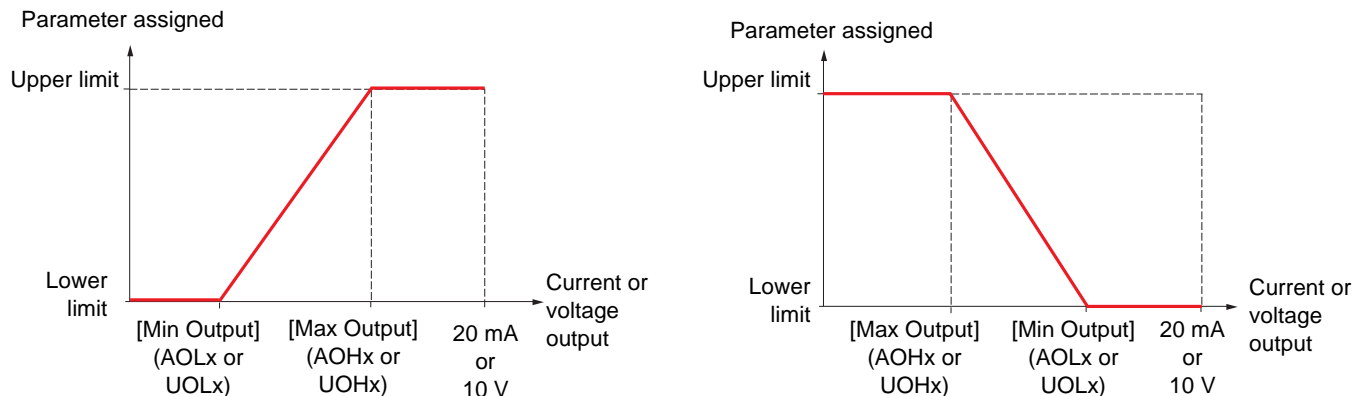 Parameter assigned
Upper limit
Lower
limit
[Min Output]
(AOLx or
UOLx)
[Max Output]
(AOHx or
UOHx)
20 mA
or
10 V
Current or
voltage
output
Parameter assigned
Upper limit
Lower
limit
[Max Output]
(AOHx or
UOHx)
[Min Output]
(AOLx or
UOLx)
20 mA
or
10 V
Current or
voltage
output